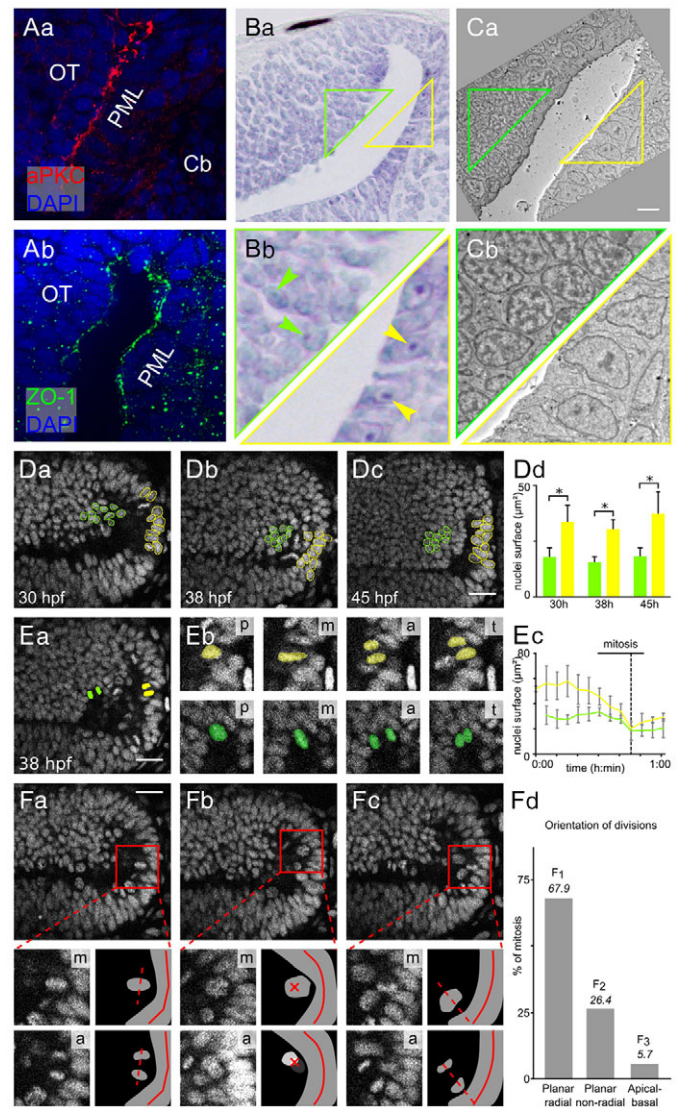 Aa
OT
PML
Cb
aPKC
DAPI
Ba
Ca
Ab
OT
PML
ZO-1
DAPI
Bb
Cb
Da
30 hpf
Db
38 hpf
Dc
45 hpf
Dd
nuclei surface (µm²)
50
0
*
*
*
30h
38h
45h
Ea
38 hpf
Eb
p
m
a
t
p
m
a
t
Ec
mitosis
nuclei surface (µm²)
80
0
0:00
time (h:min)
1:00
Fa
Fb
Fc
m
m
m
a
a
a
Fd
Orientation of divisions
% of mitosis
75
25
0
F1
67.9
F2
26.4
F3
5.7
Planar radial
Planar non-radial
Apical-basal